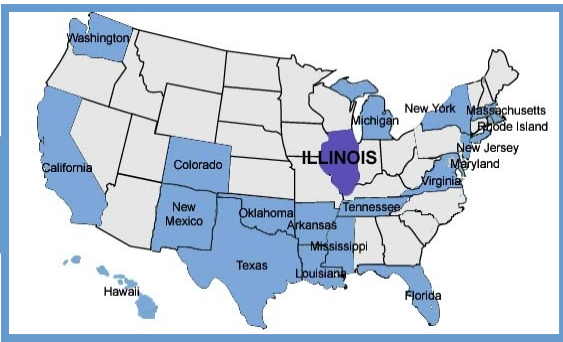 Washington
New York
Massachusetts
Michigan
Rhode Island
New Jersey
ILLINOIS
Maryland
California
Colorado
Virginia
New
Mexico
Oklahoma
Tennessee
Arkansas
Mississippi
Texas
Louisiana
Hawaii
Florida